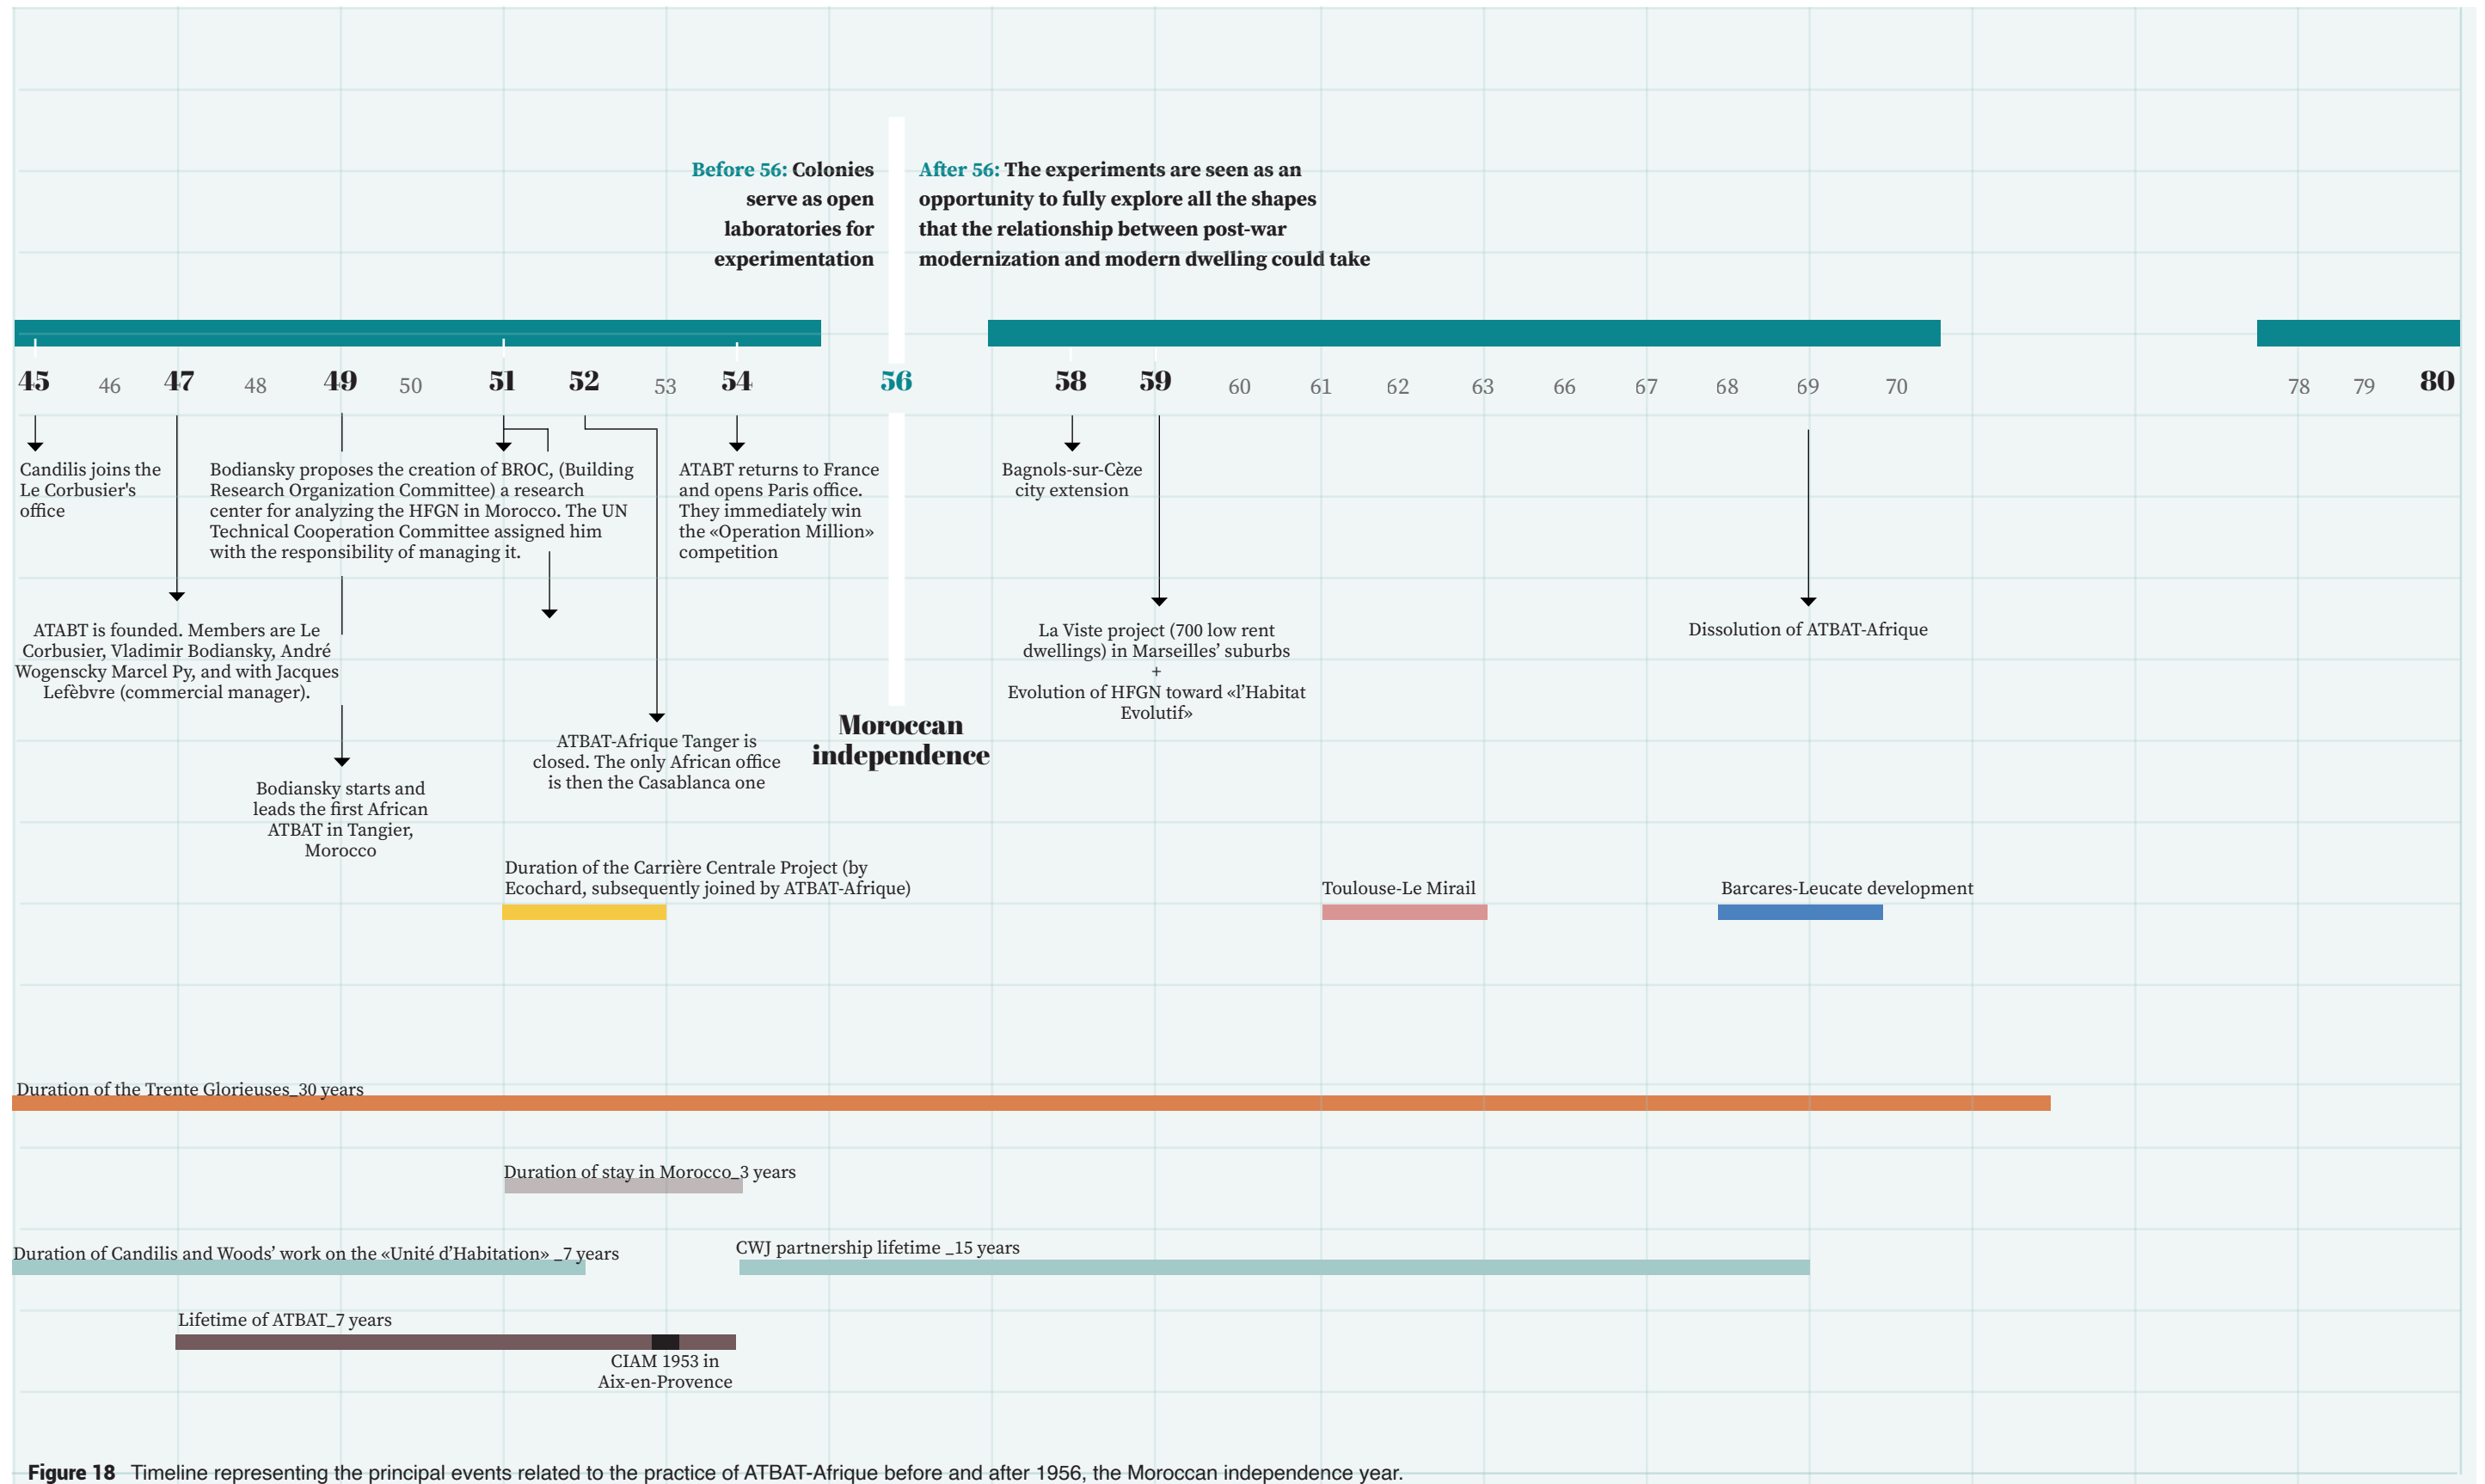 Before 56: Colonies
serve as open
laboratories for
experimentation
After 56: The experiments are seen as an
opportunity to fully explore all the shapes
that the relationship between post-war
modernization and modern dwelling could take
45 46 47 48 49 50 51 52 53 54 56 58 59 60 61 62 63 66 67 68 69 70 78 79 80
Candilis joins the
Le Corbusier's
office
Bodiansky proposes the creation of BROC, (Building
Research Organization Committee) a research
center for analyzing the HFGN in Morocco. The UN
Technical Cooperation Committee assigned him
with the responsibility of managing it.
ATABT returns to France
and opens Paris office.
They immediately win
the «Operation Million»
competition
Bagnols-sur-Cèze
city extension
ATABT is founded. Members are Le
Corbusier, Vladimir Bodiansky, André
Wogenscky Marcel Py, and with Jacques
Lefèbvre (commercial manager).
La Viste project (700 low rent
dwellings) in Marseilles’ suburbs
+
Evolution of HFGN toward «l’Habitat
Evolutif»
Dissolution of ATBAT-Afrique
Moroccan
independence
ATBAT-Afrique Tanger is
closed. The only African office
is then the Casablanca one
Bodiansky starts and
leads the first African
ATBAT in Tangier,
Morocco
Duration of the Carrière Centrale Project (by
Ecochard, subsequently joined by ATBAT-Afrique)
Toulouse-Le Mirail
Barcares-Leucate development
Duration of the Trente Glorieuses_30 years
Duration of stay in Morocco_3 years
Duration of Candilis and Woods’ work on the «Unité d’Habitation» _7 years
CWJ partnership lifetime _15 years
Lifetime of ATBAT_7 years
CIAM 1953 in
Aix-en-Provence
Figure 18 Timeline representing the principal events related to the practice of ATBAT-Afrique before and after 1956, the Moroccan independence year.